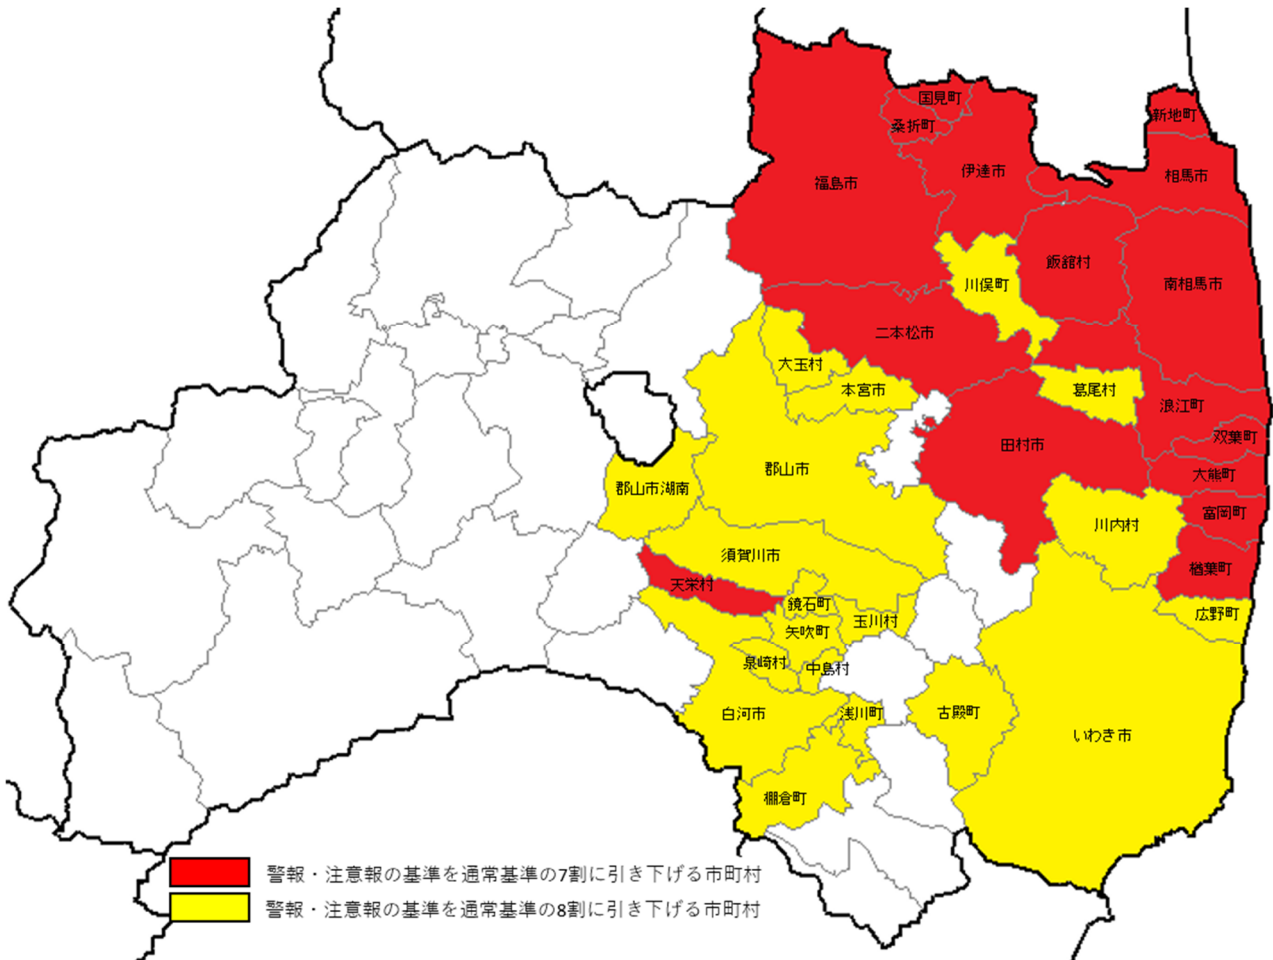 国見町
新地町
桑折町
伊達市
相馬市
福島市
飯舘村
川俣町
南相馬市
二本松市
大玉村
本宮市
葛尾村
浪江町
双葉町
田村市
郡山市
大熊町
郡山市湖南
富岡町
川内村
須賀川市
楢葉町
天栄村
鏡石町
広野町
玉川村
矢吹町
泉崎村
中島村
白河市
浅川町
古殿町
いわき市
棚倉町
警報・注意報の基準を通常基準の7割に引き下げる市町村
警報・注意報の基準を通常基準の8割に引き下げる市町村